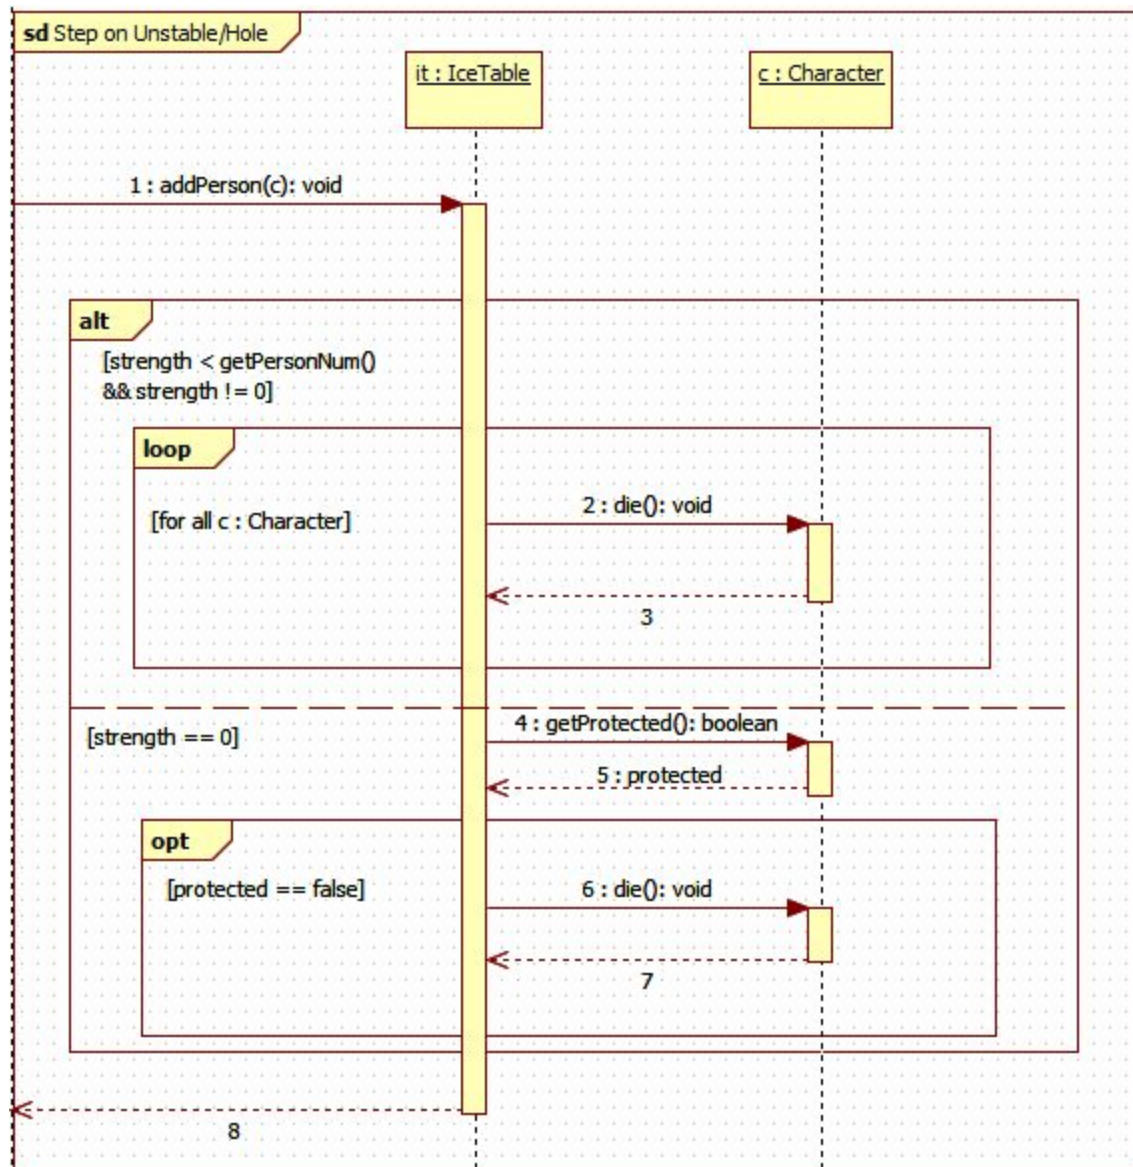 sd Step on Unstable/Hole
it : IceTable
c : Character
1 : addPerson(c): void
alt
[strength < getPersonNum()
&& strength != 0]
loop
[for all c : Character]
2 : die(): void
3
[strength == 0]
4 : getProtected(): boolean
5 : protected
opt
[protected == false]
6 : die(): void
7
8